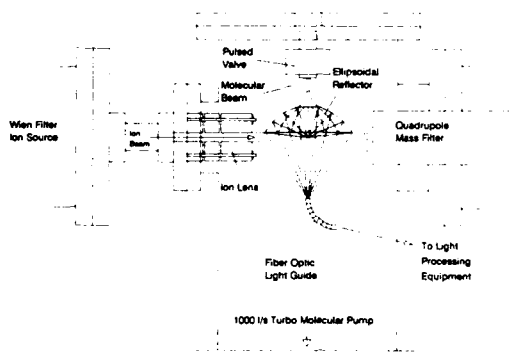 Pulsed
Valve
Molecular
Beam
Ellipsoidal
Reflector
Wien Filter
Ion Source
Ion
Beam
Quadrupole
Mass Filter
Ion Lens
To Light
Processing
Equipment
Fiber Optic
Light Guide
1000 l/s Turbo Molecular Pump